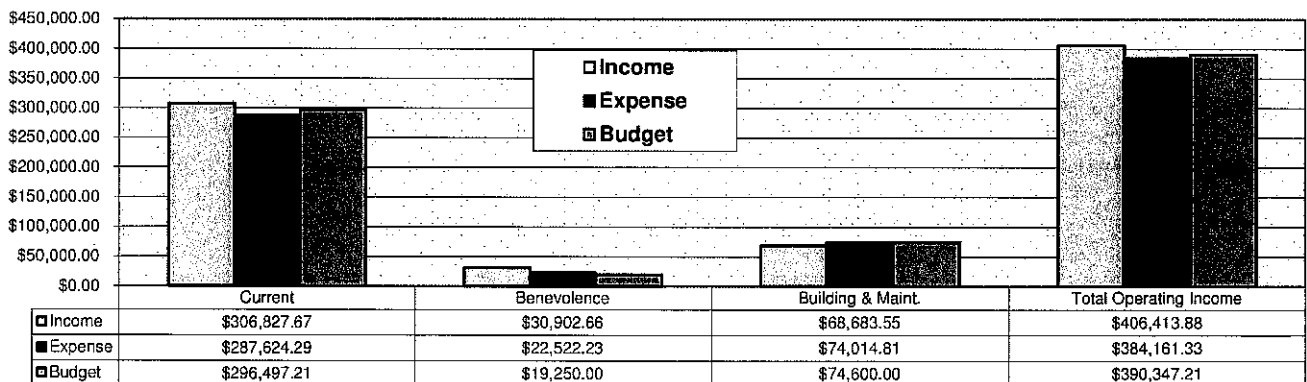 $450,000.00
$400,000.00
$350,000.00
$300,000.00
$250,000.00
$200,000.00
$150,000.00
$100,000.00
$50,000.00
$0.00
Income
Expense
Budget
Current Benevolence Building & Maint. Total Operating Income
Income $306,827.67 $30,902.66 $68,683.55 $406,413.88
Expense $287,624.29 $22,522.23 $74,014.81 $384,161.33
Budget $296,497.21 $19,250.00 $74,600.00 $390,347.21